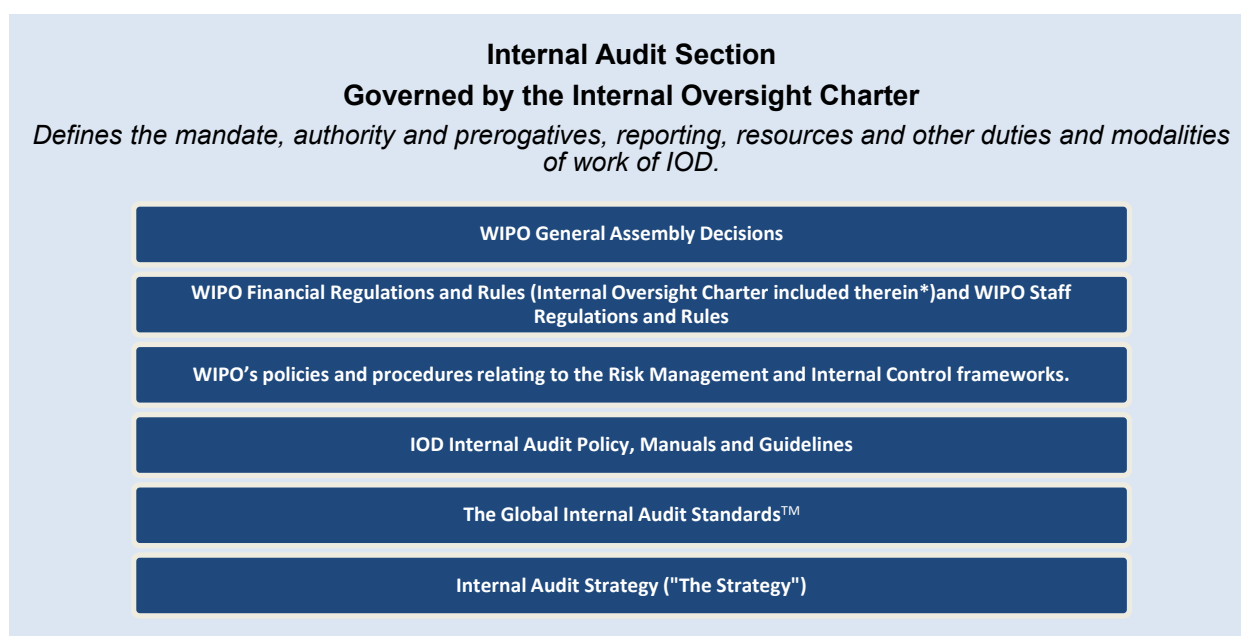 Internal Audit Section
Governed by the Internal Oversight Charter
Defines the mandate, authority and prerogatives, reporting, resources and other duties and modalities
of work of IOD.
WIPO General Assembly Decisions
WIPO Financial Regulations and Rules (Internal Oversight Charter included therein*)and WIPO Staff
Regulations and Rules
WIPO’s policies and procedures relating to the Risk Management and Internal Control frameworks.
IOD Internal Audit Policy, Manuals and Guidelines
The Global Internal Audit Standards™
Internal Audit Strategy ("The Strategy")